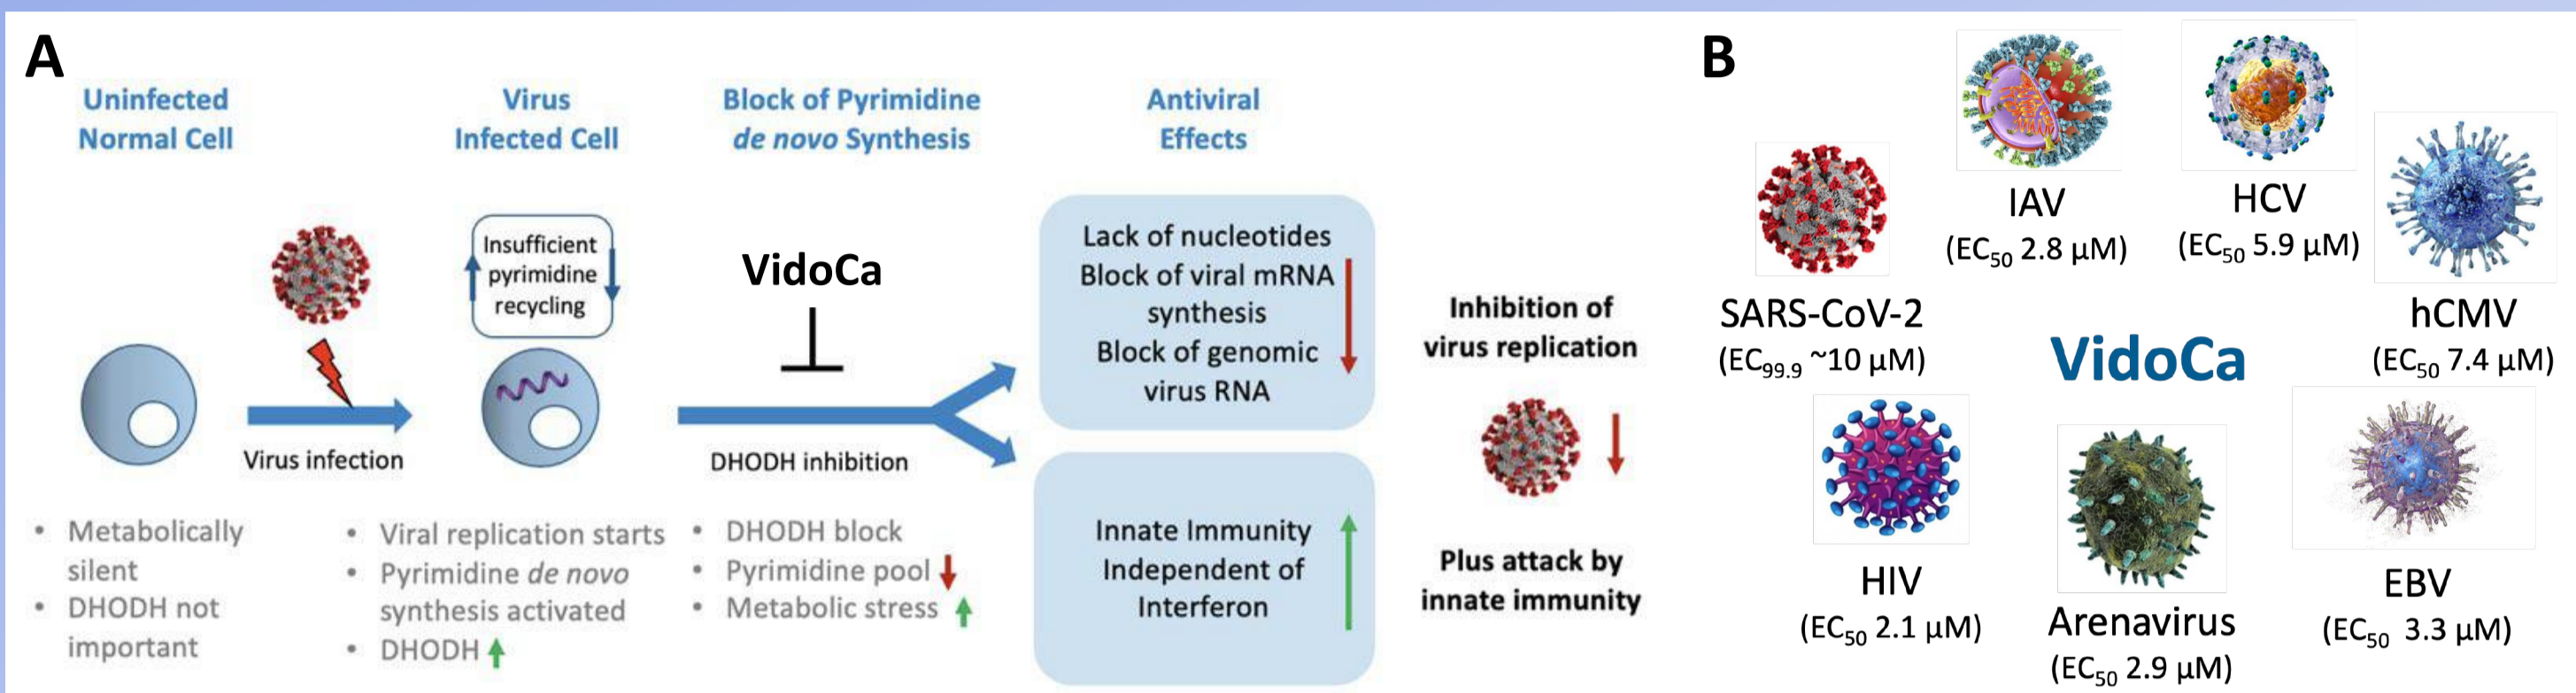 A
Uninfected
Normal Cell
Virus
Infected Cell
Block of Pyrimidine
de novo Synthesis
Antiviral
Effects
Insufficient
pyrimidine
recycling
VidoCa
Virus infection
DHODH inhibition
Lack of nucleotides
Block of viral mRNA
synthesis
Block of genomic
virus RNA
Innate Immunity
Independent of
Interferon
Inhibition of
virus replication
Plus attack by
innate immunity
• Metabolically
silent
• DHODH not
important
• Viral replication starts
• Pyrimidine de novo
synthesis activated
• DHODH
• DHODH block
• Pyrimidine pool
• Metabolic stress
B
SARS-CoV-2
(EC99.9 ~10 µM)
IAV
(EC50 2.8 µM)
HCV
(EC50 5.9 µM)
hCMV
(EC50 7.4 µM)
VidoCa
HIV
(EC50 2.1 µM)
Arenavirus
(EC50 2.9 µM)
EBV
(EC50 3.3 µM)